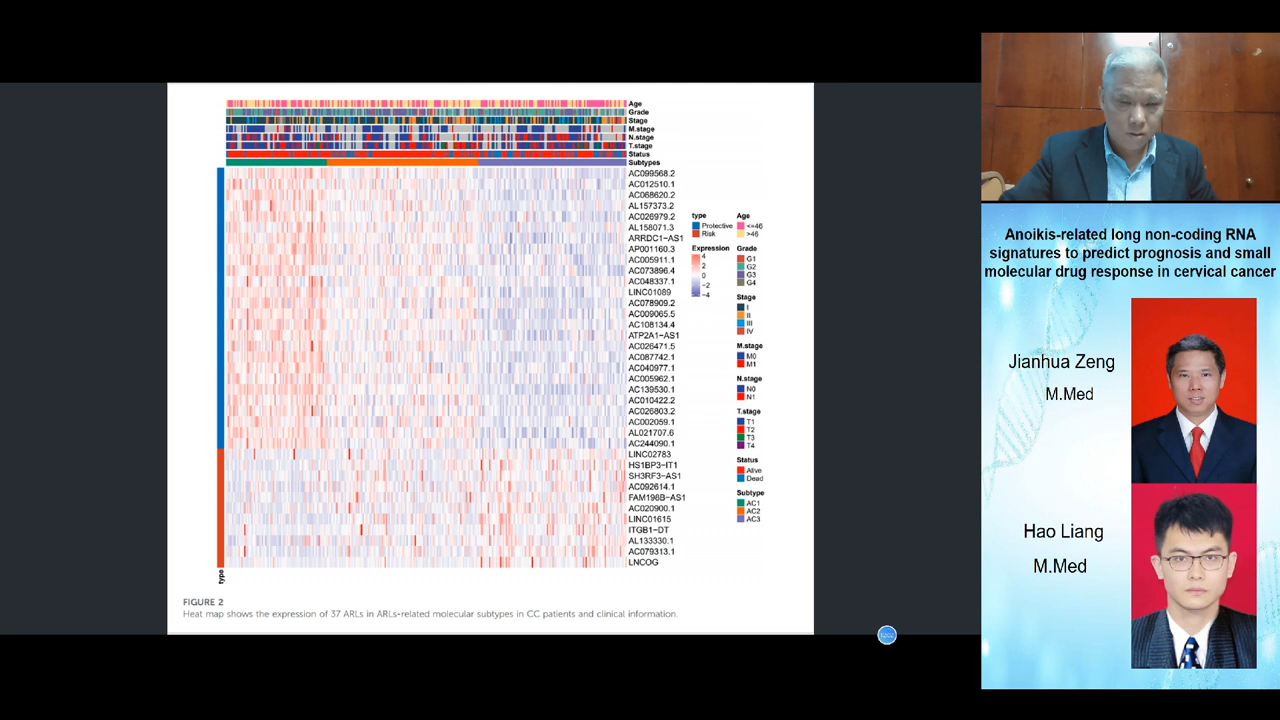 Age
Grade
Stage
M.stage
N.stage
T.stage
Status
Subtypes
AC099568.2
AC012510.1
AC068620.2
AL157373.2
AC026979.2
AL158071.3
ARRDC1−AS1
AP001160.3
AC005911.1
AC073896.4
AC048337.1
LINC01089
AC078909.2
AC009065.5
AC108134.4
ATP2A1−AS1
AC026471.5
AC087742.1
AC040977.1
AC005962.1
AC139530.1
AC010422.2
AC026803.2
AC002059.1
AL021707.6
AC244090.1
LINC02783
HS1BP3−IT1
SH3RF3−AS1
AC092614.1
FAM198B−AS1
AC020900.1
LINC01615
ITGB1−DT
AL133330.1
AC079313.1
LNCOG
type
type
Protective
Risk
Expression
4
2
0
−2
−4
Age
<=46
>46
Grade
G1
G2
G3
G4
Stage
I
II
III
IV
M.stage
M0
M1
N.stage
N0
N1
T.stage
T1
T2
T3
T4
Status
Alive
Dead
Subtype
AC1
AC2
AC3
FIGURE 2
Heat map shows the expression of 37 ARLs in ARLs-related molecular subtypes in CC patients and clinical information.
Anoikis-related long non-coding RNA
signatures to predict prognosis and small
molecular drug response in cervical cancer
Jianhua Zeng
M.Med
Hao Liang
M.Med